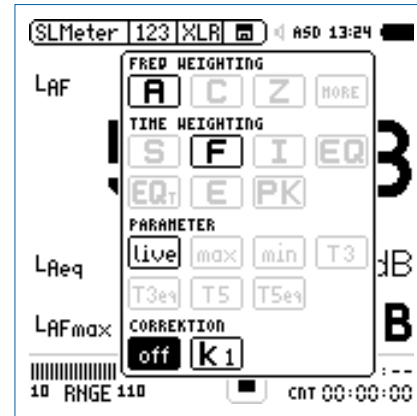 SLMeter 123 XLR ASD 13:24
FREQ WEIGHTING
LAF
A C Z MORE
TIME WEIGHTING
S F I EQ
EQT E PK
PARAMETER
live max min T3
LAeq dB
T3eq T5 T5eq
LAFmax
CORREKTION
off K1
10 RNGE 110 CNT 00:00:00